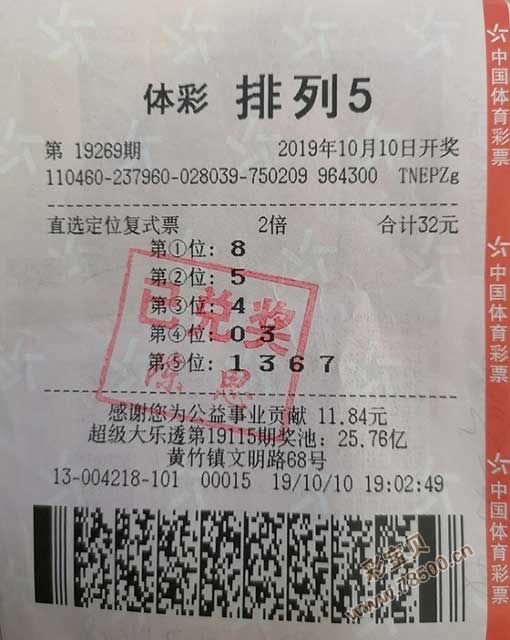 体彩 排列5
第 19269期 2019年10月10日开奖
110460-237960-028039-750209 964300 TNEPZg
直选定位复式票 2倍 合计32元
第①位: 8
第②位: 5
第③位: 4
第④位: 0 3
第⑤位: 1 3 6 7
已兑奖
感谢您为公益事业贡献 11.84元
超级大乐透第19115期奖池: 25.76亿
黄竹镇文明路68号
13-004218-101 00015 19/10/10 19:02:49
彩宝贝
www.78500.cn
中国体育彩票
中国体育彩票
中国体育彩票